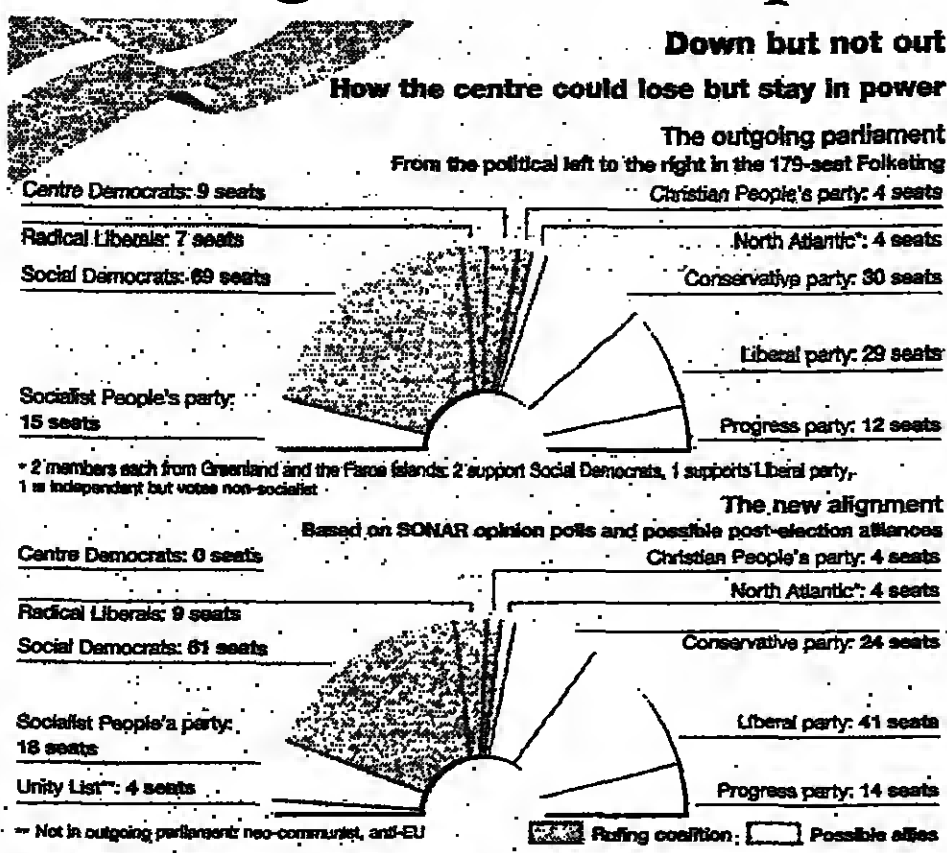 Down but not out
How the centre could lose but stay in power
The outgoing parliament
From the political left to the right in the 179-seat Folketing
Centre Democrats: 9 seats
Christian People's party: 4 seats
Radical Liberals: 7 seats
North Atlantic*: 4 seats
Social Democrats: 69 seats
Conservative party: 30 seats
Liberal party: 29 seats
Socialist People's party:
15 seats
Progress party: 12 seats
* 2 members each from Greenland and the Faroe Islands: 2 support Social Democrats, 1 supports Liberal party,
1 is independent but votes non-socialist
The new alignment
Based on SONAR opinion polls and possible post-election alliances
Centre Democrats: 0 seats
Christian People's party: 4 seats
North Atlantic*: 4 seats
Radical Liberals: 9 seats
Social Democrats: 61 seats
Conservative party: 24 seats
Socialist People's party:
18 seats
Liberal party: 41 seats
Unity List**: 4 seats
Progress party: 14 seats
** Not in outgoing parliament: neo-communist, anti-EU
Ruling coalition
Possible allies